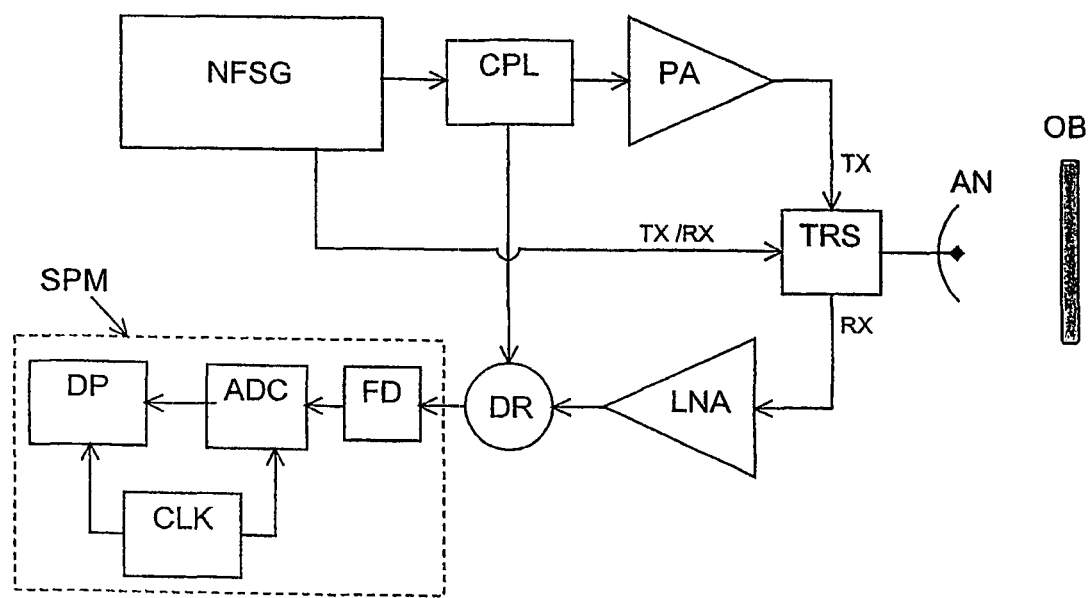 NFSG
CPL
PA
OB
TX
AN
TX /RX
TRS
SPM
RX
DP
ADC
FD
DR
LNA
CLK